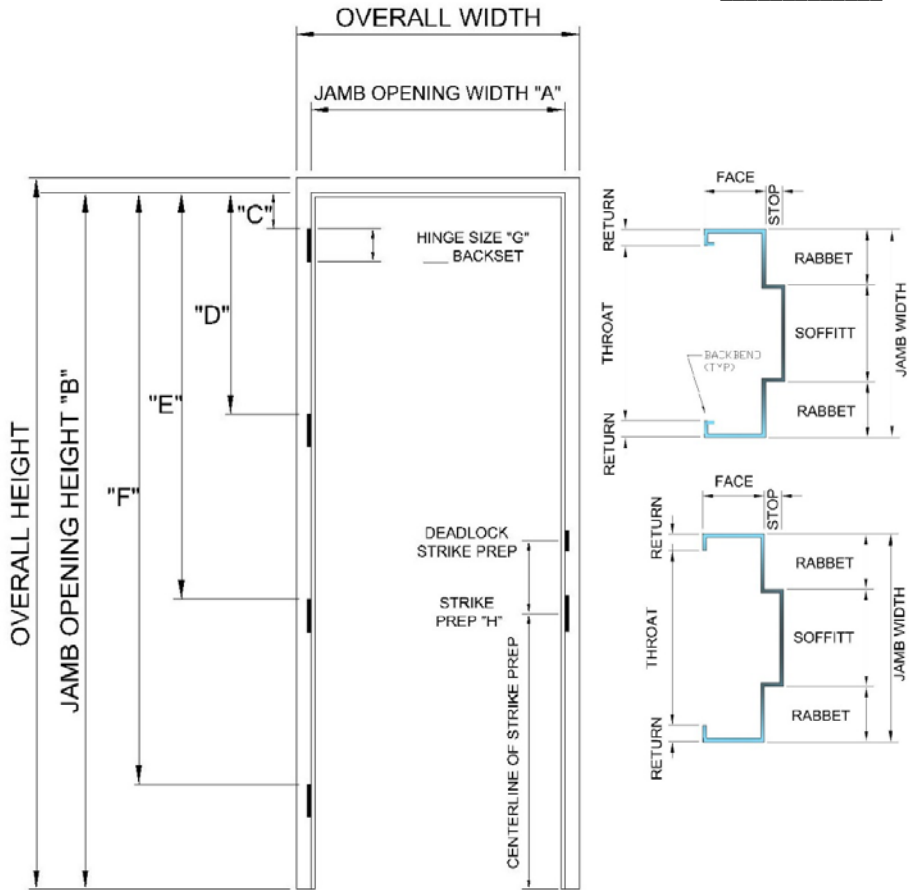 OVERALL WIDTH
JAMB OPENING WIDTH "A"
"C"
HINGE SIZE "G"
___ BACKSET
"D"
"E"
"F"
OVERALL HEIGHT
JAMB OPENING HEIGHT "B"
DEADLOCK
STRIKE PREP
STRIKE
PREP "H"
CENTERLINE OF STRIKE PREP
FACE
STOP
RETURN
RABBET
THROAT
SOFFITT
JAMB WIDTH
BACKBEND
(TYP)
RABBET
RETURN
FACE
STOP
RETURN
RABBET
THROAT
SOFFITT
JAMB WIDTH
RABBET
RETURN